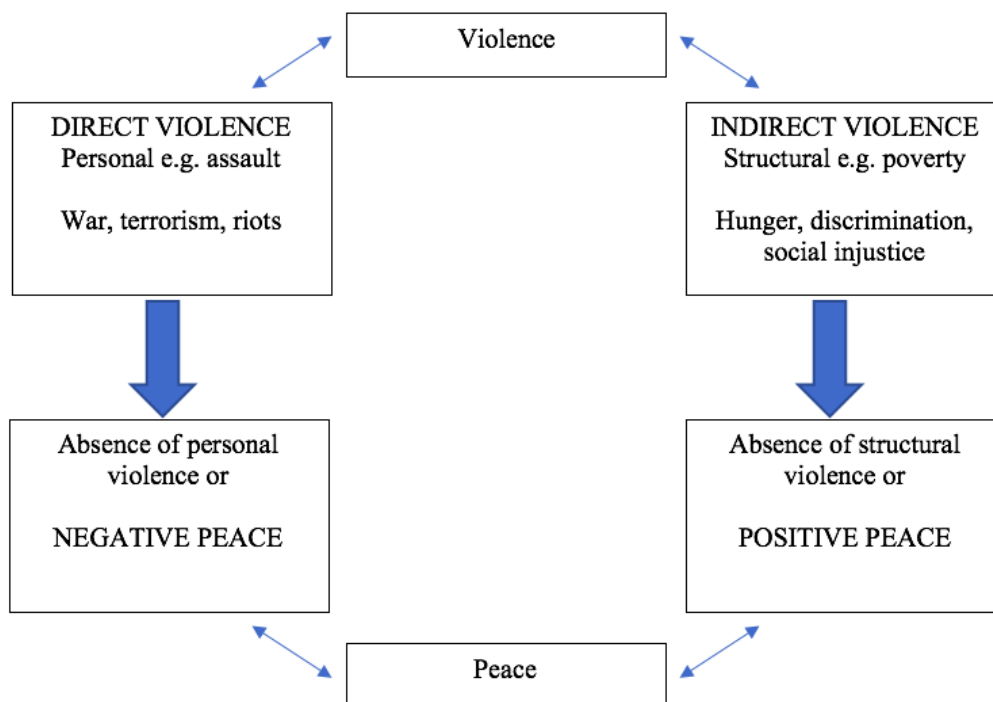 Violence
DIRECT VIOLENCE
Personal e.g. assault
War, terrorism, riots
INDIRECT VIOLENCE
Structural e.g. poverty
Hunger, discrimination,
social injustice
Absence of personal
violence or
NEGATIVE PEACE
Absence of structural
violence or
POSITIVE PEACE
Peace